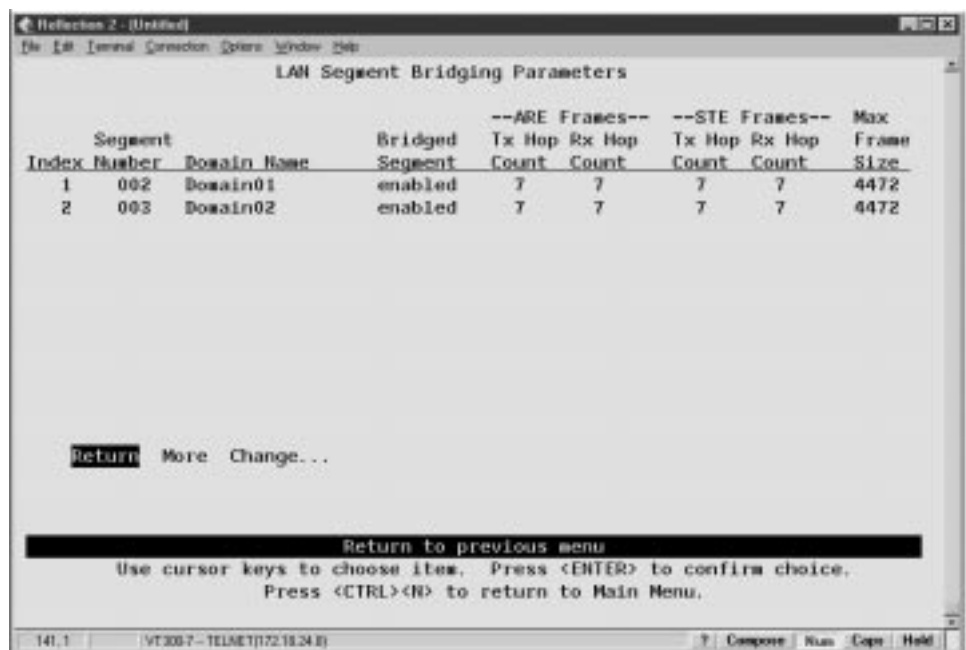 Reflection 2 - (Untitled)
File Edit Terminal Connection Options Window Help
LAN Segment Bridging Parameters
--ARE Frames-- --STE Frames-- Max
Segment Bridged Tx Hop Rx Hop Tx Hop Rx Hop Frame
Index Number Domain Name Segment Count Count Count Count Size
1 002 Domain01 enabled 7 7 7 7 4472
2 003 Domain02 enabled 7 7 7 7 4472
Return More Change...
Return to previous menu
Use cursor keys to choose item. Press <ENTER> to confirm choice.
Press <CTRL><N> to return to Main Menu.
141, 1 VT300-7 -- TELNET ? Compose Num Caps Hold